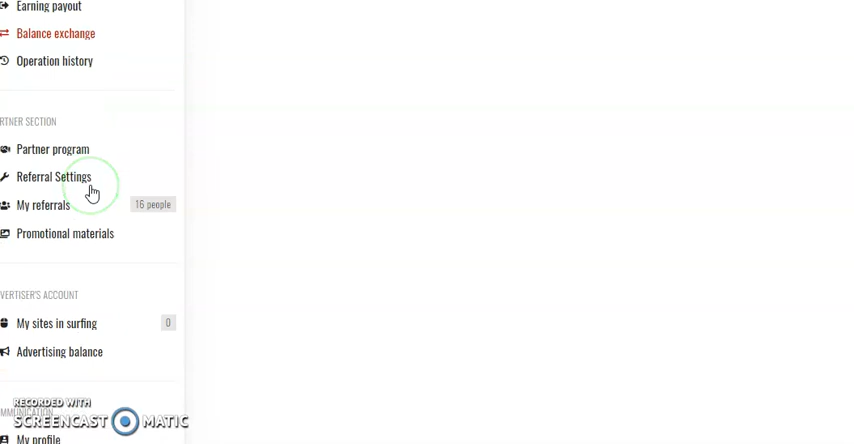 Earning payout
Balance exchange
Operation history
RTNER SECTION
Partner program
Referral Settings
My referrals 16 people
Promotional materials
VERTISER'S ACCOUNT
My sites in surfing 0
Advertising balance
MMUNICATION
RECORDED WITH
SCREENCAST MATIC
My profile